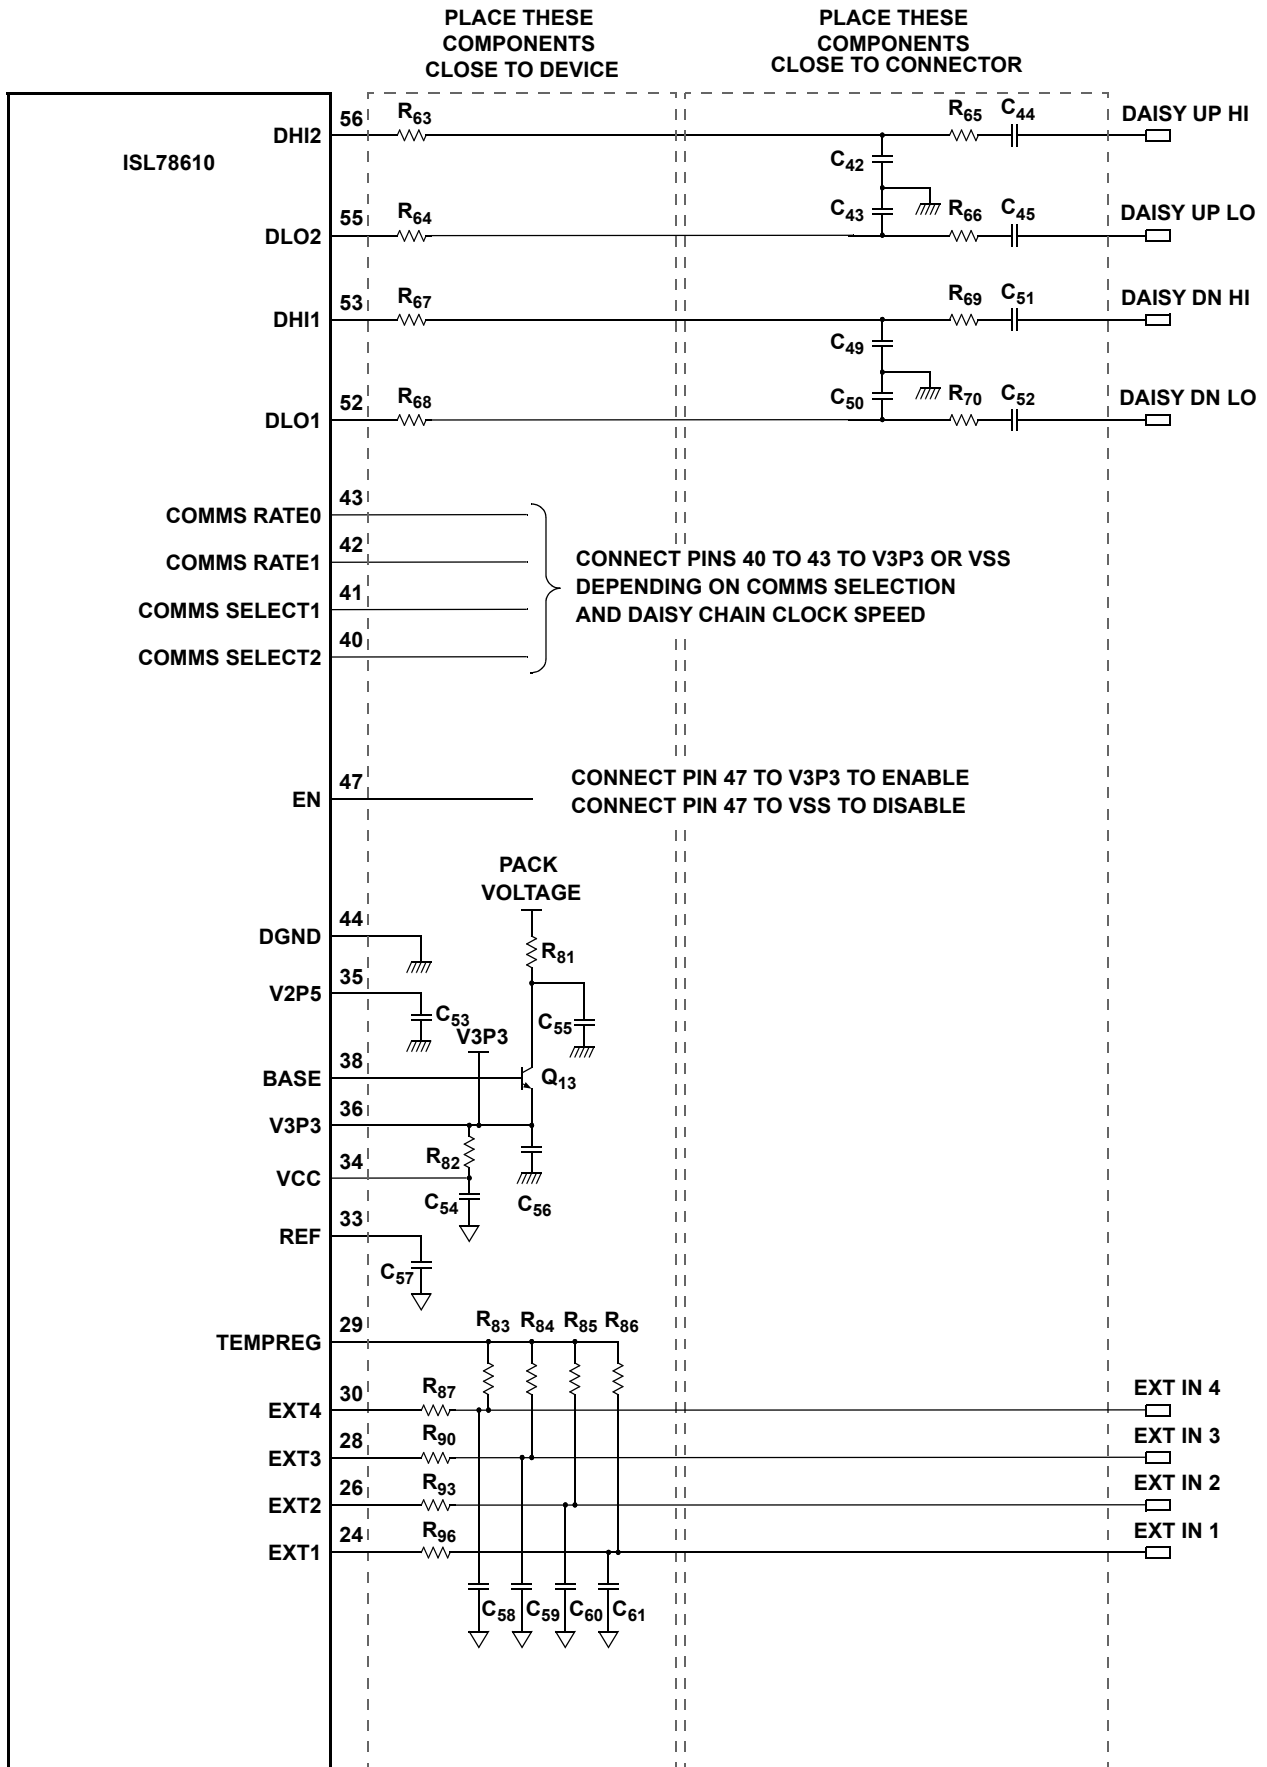 PLACE THESE
COMPONENTS
CLOSE TO DEVICE
PLACE THESE
COMPONENTS
CLOSE TO CONNECTOR
ISL78610
DHI2 56 R63 R65 C44 DAISY UP HI
C42
DLO2 55 R64 C43 R66 C45 DAISY UP LO
DHI1 53 R67 R69 C51 DAISY DN HI
C49
DLO1 52 R68 C50 R70 C52 DAISY DN LO
COMMS RATE0 43
COMMS RATE1 42
COMMS SELECT1 41
COMMS SELECT2 40
CONNECT PINS 40 TO 43 TO V3P3 OR VSS
DEPENDING ON COMMS SELECTION
AND DAISY CHAIN CLOCK SPEED
EN 47
CONNECT PIN 47 TO V3P3 TO ENABLE
CONNECT PIN 47 TO VSS TO DISABLE
PACK
VOLTAGE
DGND 44
R81
V2P5 35
C53
V3P3
C55
BASE 38
Q13
V3P3 36
R82
VCC 34
C54
C56
REF 33
C57
TEMPREG 29
R83 R84 R85 R86
EXT4 30 R87 EXT IN 4
EXT3 28 R90 EXT IN 3
EXT2 26 R93 EXT IN 2
EXT1 24 R96 EXT IN 1
C58 C59 C60 C61